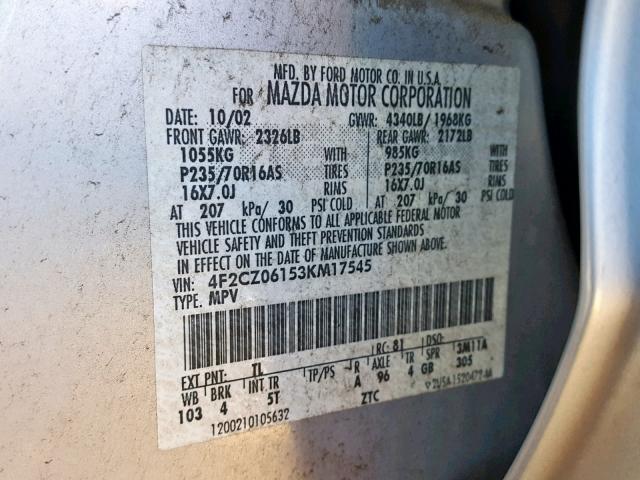 MFD. BY FORD MOTOR CO. IN U.S.A.
FOR MAZDA MOTOR CORPORATION
DATE: 10/02 GVWR: 4340LB/ 1968KG
FRONT GAWR: 2326LB REAR GAWR: 2172LB
1055KG WITH 985KG WITH
P235/70R16AS TIRES P235/70R16AS TIRES
16X7.0J RIMS 16X7.0J RIMS
AT 207 kPa/ 30 PSI COLD AT 207 kPa/ 30 PSI COLD
THIS VEHICLE CONFORMS TO ALL APPLICABLE FEDERAL MOTOR
VEHICLE SAFETY AND THEFT PREVENTION STANDARDS
IN EFFECT ON THE DATE OF MANUFACTURE SHOWN ABOVE.
VIN: 4F2CZ06153KM17545
TYPE: MPV
EXT PNT: TL RC: 81 DSO: 3M11A
WB BRK INT TR TP/PS R AXLE TR SPR
103 4 5T A 96 4 GB 305
1200210105632 ZTC